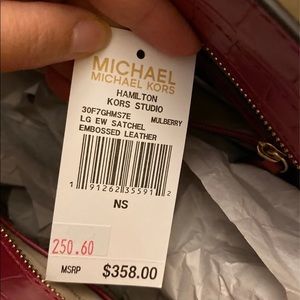 MICHAEL
MICHAEL KORS
HAMILTON
KORS STUDIO
30F7GHMS7E MULBERRY
LG EW SATCHEL
EMBOSSED LEATHER
1 91262 35591 2
NS
250.60
MSRP $358.00